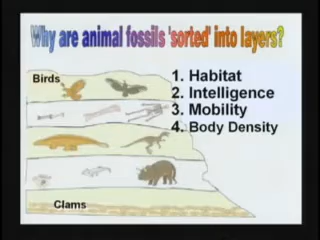 Why are animal fossils 'sorted' into layers?
Birds
1. Habitat
2. Intelligence
3. Mobility
4. Body Density
Clams